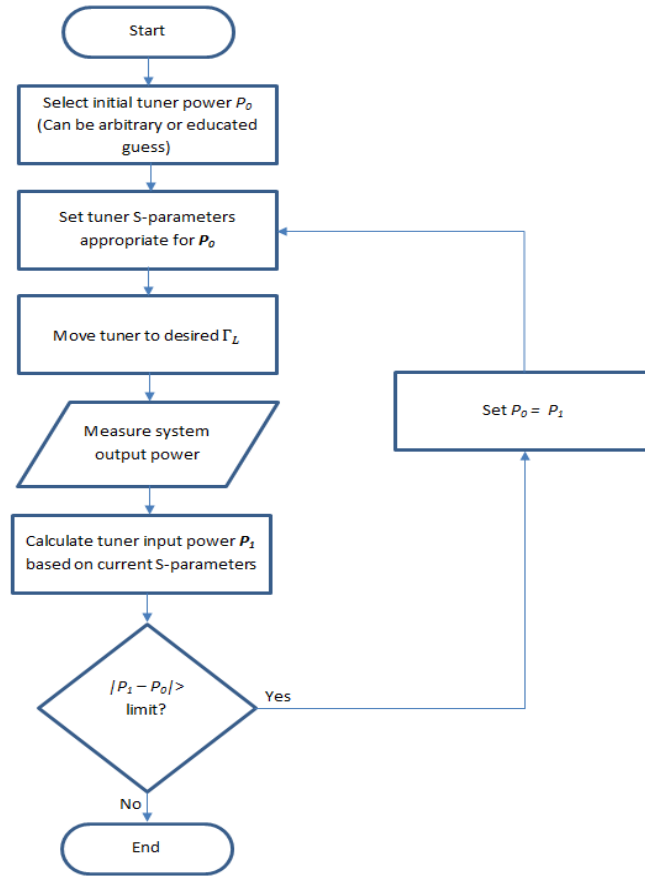 Start
Select initial tuner power P₀
(Can be arbitrary or educated
guess)
Set tuner S-parameters
appropriate for P₀
Move tuner to desired Γ_L
Measure system
output power
Calculate tuner input power P₁
based on current S-parameters
|P₁ – P₀|>
limit?
Yes
Set P₀ = P₁
No
End